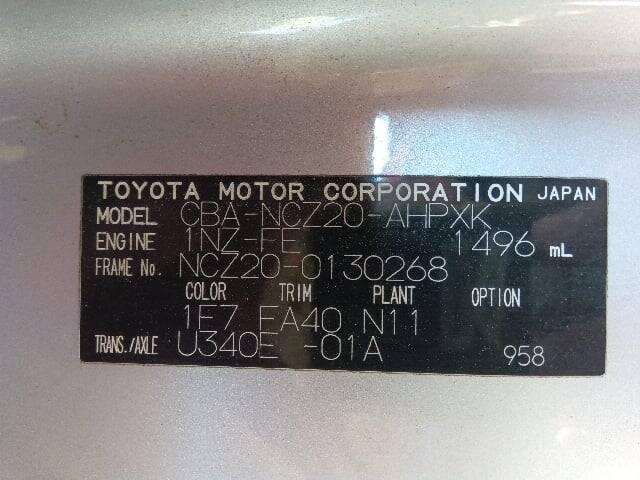 TOYOTA MOTOR CORPORATION JAPAN
MODEL CBA-NCZ20-AHPXK
ENGINE 1NZ-FE 1496 mL
FRAME No. NCZ20-0130268
COLOR TRIM PLANT OPTION
1E7 EA40 N11
TRANS./AXLE U340E -01A 958